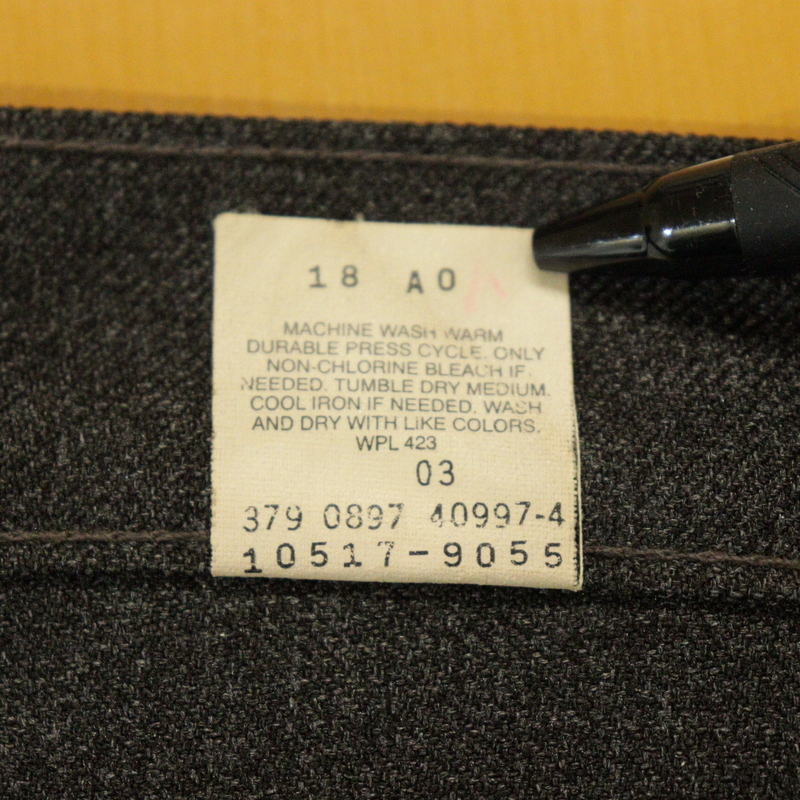 18 A0
MACHINE WASH WARM
DURABLE PRESS CYCLE. ONLY
NON-CHLORINE BLEACH IF
NEEDED. TUMBLE DRY MEDIUM.
COOL IRON IF NEEDED. WASH
AND DRY WITH LIKE COLORS.
WPL 423
03
379 0897 40997-4
10517-9055